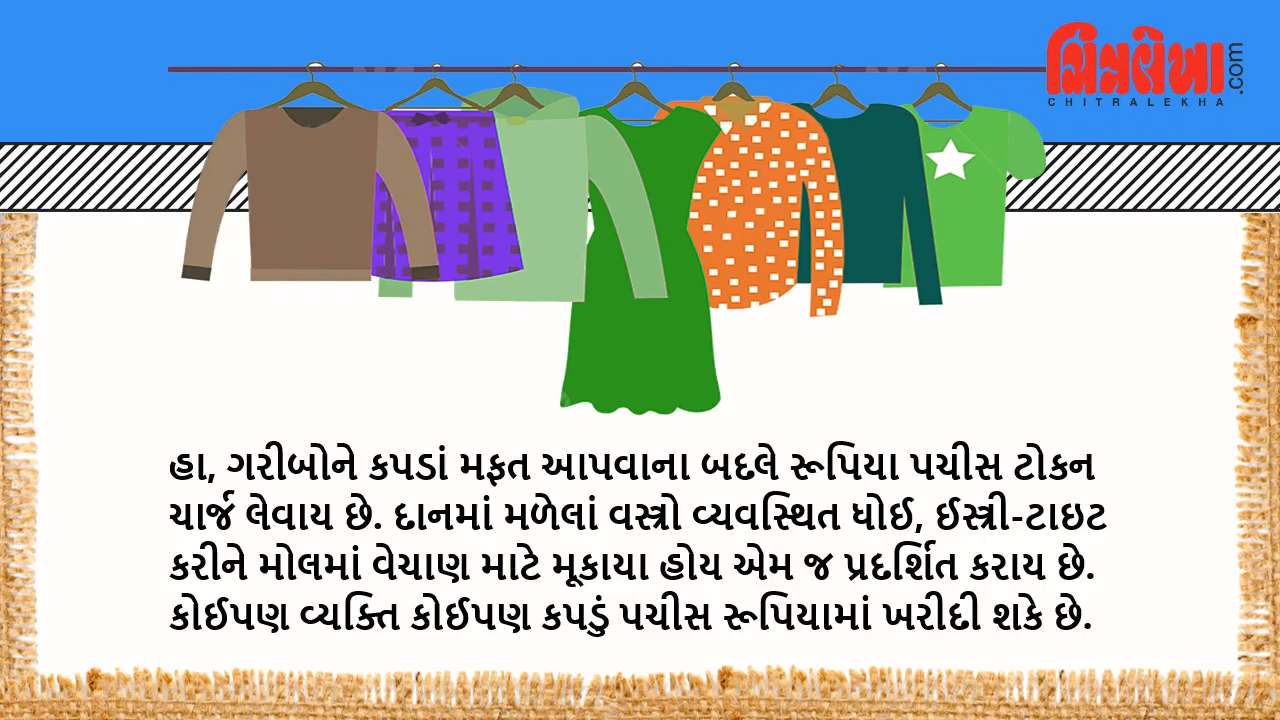 ચિત્રલેખા
.com
CHITRALEKHA
હા, ગરીબોને કપડાં મફત આપવાના બદલે રૂપિયા પચીસ ટોકન
ચાર્જ લેવાય છે. દાનમાં મળેલાં વસ્ત્રો વ્યવસ્થિત ધોઈ, ઈસ્ત્રી-ટાઇટ
કરીને મોલમાં વેચાણ માટે મૂકાયા હોય એમ જ પ્રદર્શિત કરાય છે.
કોઈપણ વ્યક્તિ કોઈપણ કપડું પચીસ રૂપિયામાં ખરીદી શકે છે.